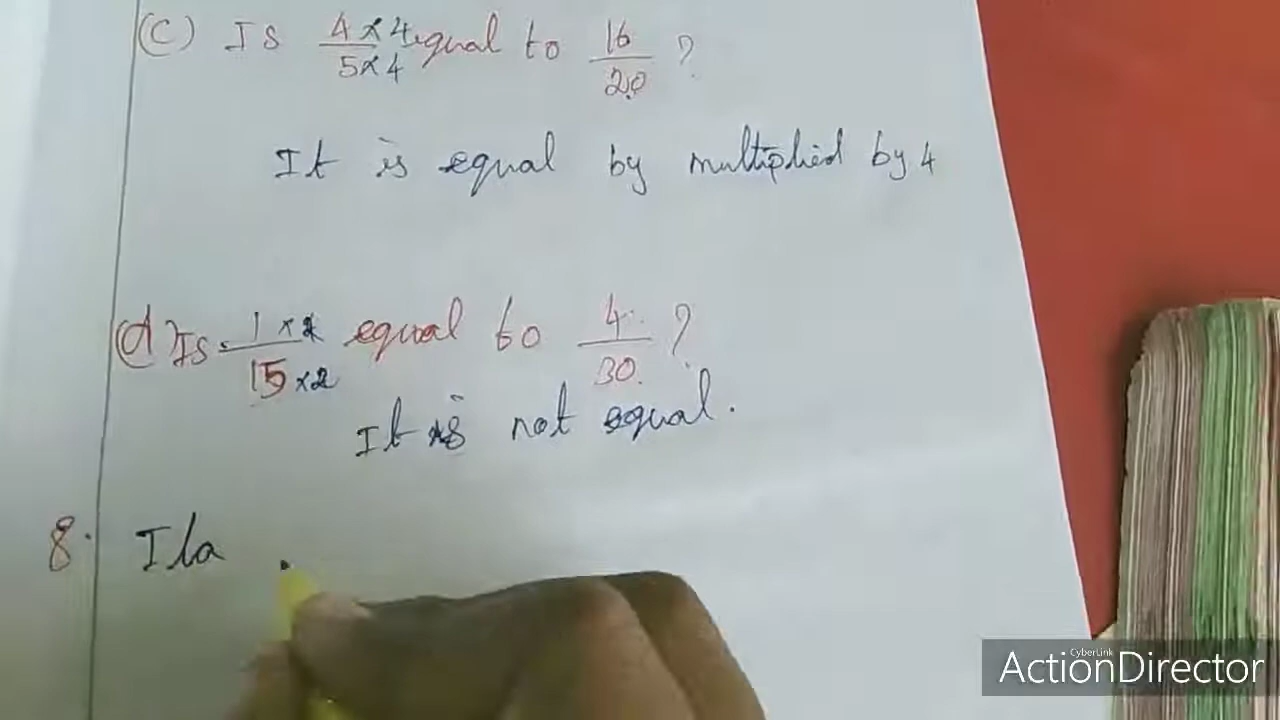 (c) Is 4 × 4 / 5 × 4 equal to 16 / 20 ?
It is equal by multiplied by 4
(d) Is 1 × 2 / 15 × 2 equal to 4 / 30 ?
It is not equal.
8. Ila
CyberLink
ActionDirector